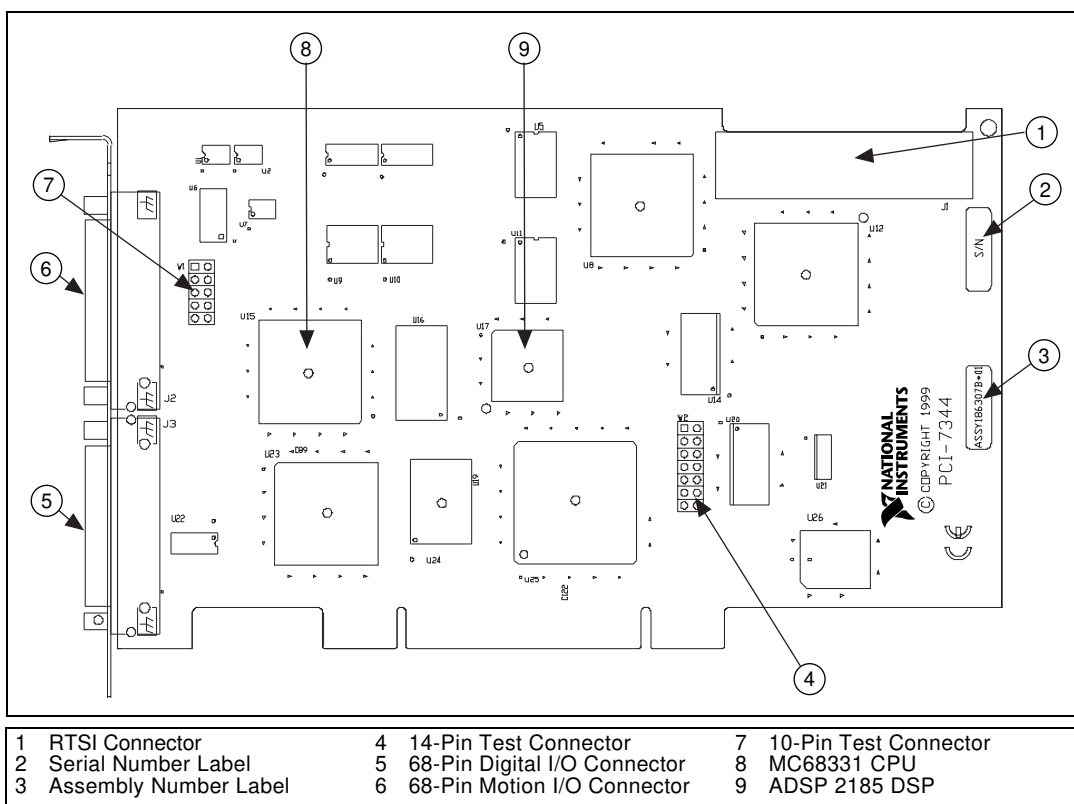 8
9
1
2
3
4
5
6
7
U5
U2
U6
U7
W1
U9
U10
U11
U8
U12
J1
S/N
U15
U16
U17
U14
W2
U20
U21
J2
J3
C89
U23
U19
U22
U24
U25
C122
U26
ASSY186307B*01
NATIONAL
INSTRUMENTS
© COPYRIGHT 1999
PCI-7344
1 RTSI Connector
2 Serial Number Label
3 Assembly Number Label
4 14-Pin Test Connector
5 68-Pin Digital I/O Connector
6 68-Pin Motion I/O Connector
7 10-Pin Test Connector
8 MC68331 CPU
9 ADSP 2185 DSP